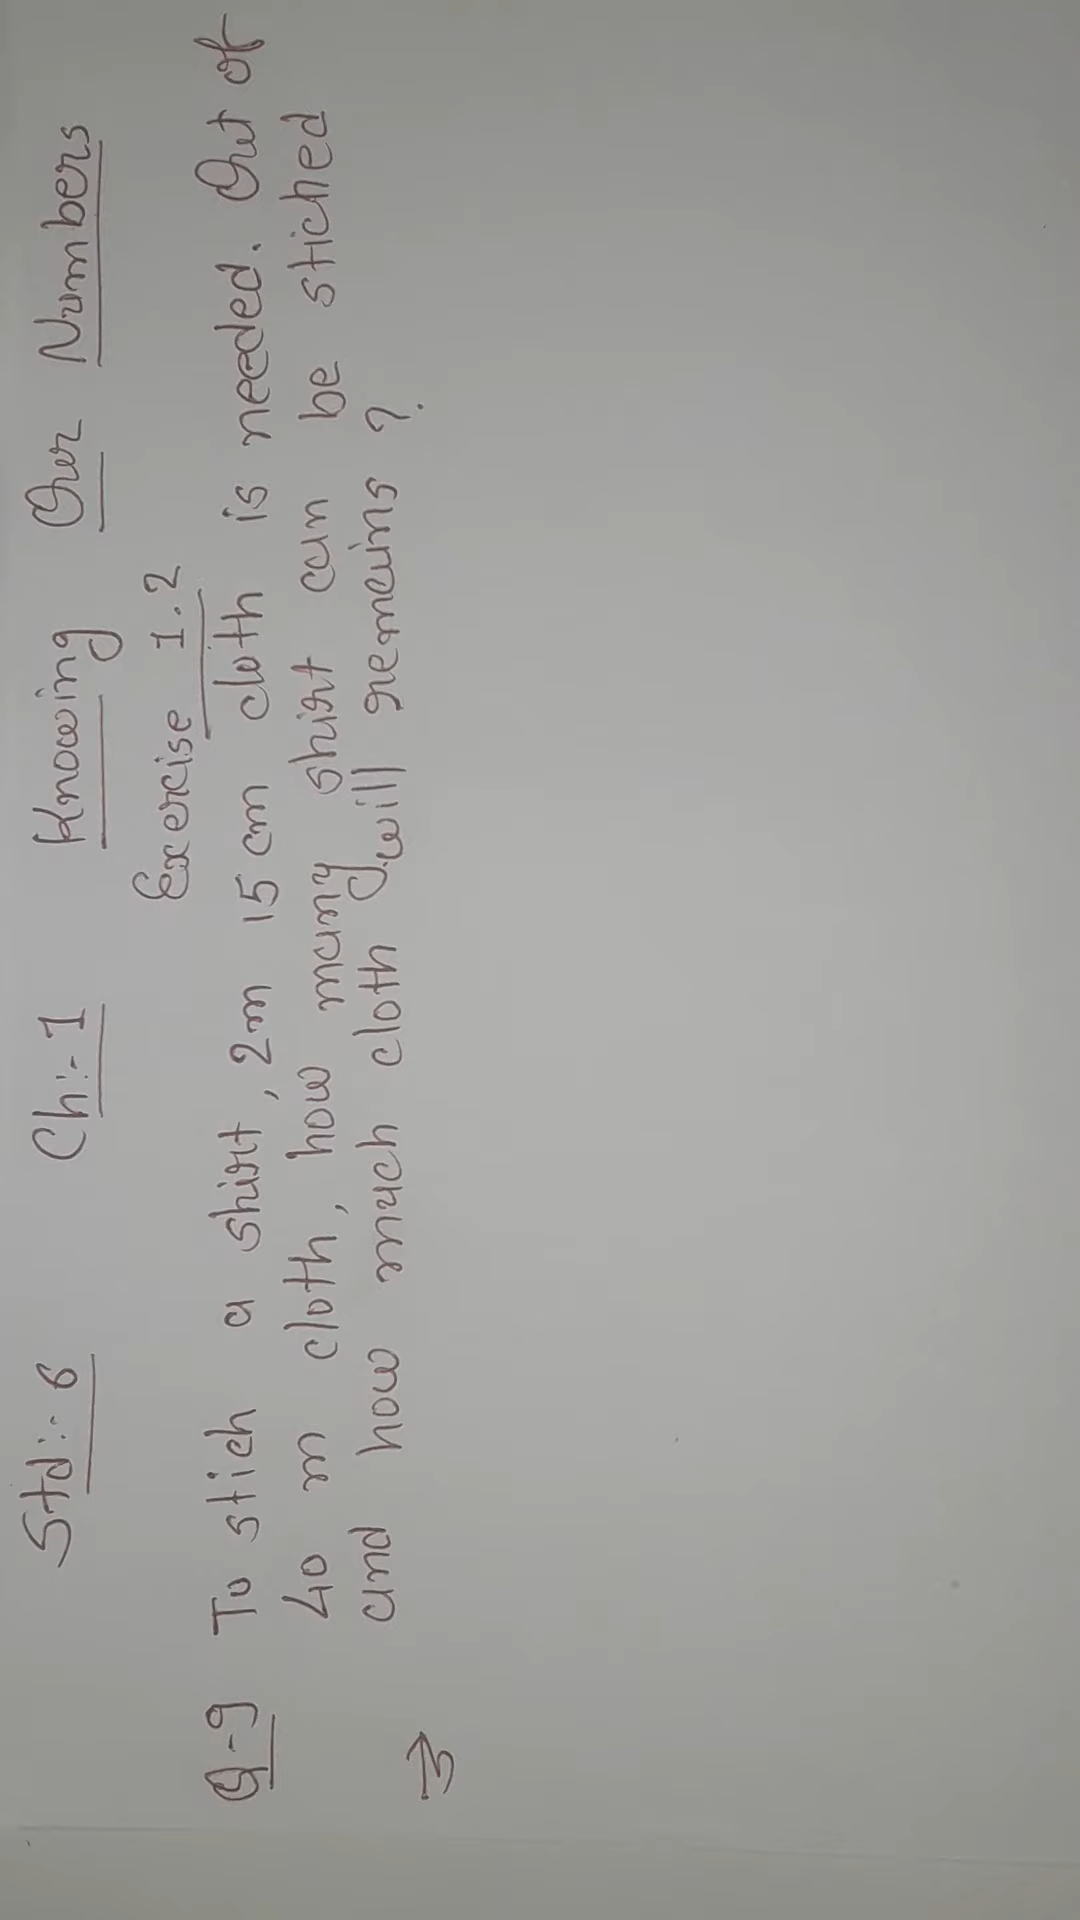 Std:- 6 Ch:- 1 Knowing Our Numbers
Exercise 1.2
Q-9 To stich a shirt, 2m 15 cm cloth is needed. Out of
40 m cloth, how many shirt can be stiched
and how much cloth will remains ?
⇒